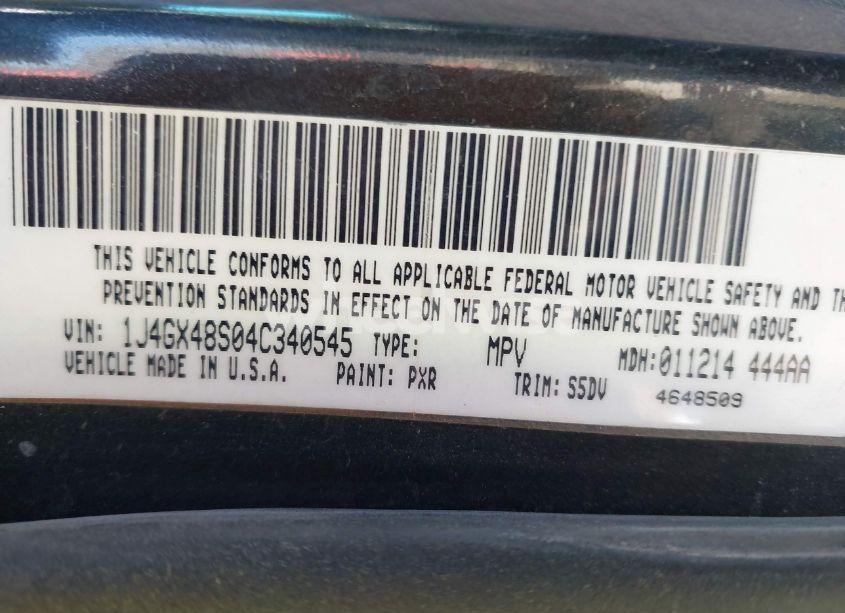 THIS VEHICLE CONFORMS TO ALL APPLICABLE FEDERAL MOTOR VEHICLE SAFETY AND
PREVENTION STANDARDS IN EFFECT ON THE DATE OF MANUFACTURE SHOWN ABOVE.
VIN: 1J4GX48S04C340545 TYPE: MPV MDH:011214 444AA
VEHICLE MADE IN U.S.A. PAINT: PXR TRIM: S5DV 4648509